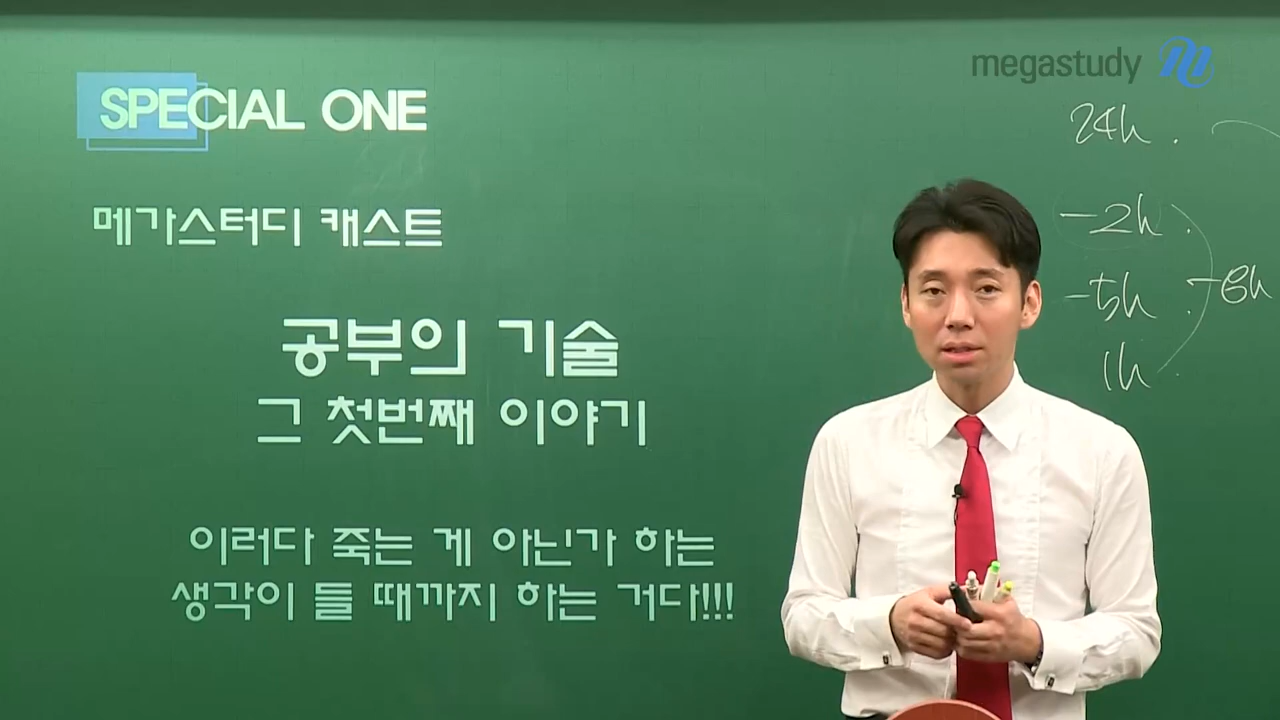 megastudy
SPECIAL ONE
메가스터디 캐스트
공부의 기술
그 첫번째 이야기
이러다 죽는 게 아닌가 하는
생각이 들 때까지 하는 거다!!!
24h
-2h
-5h
-8h
1h